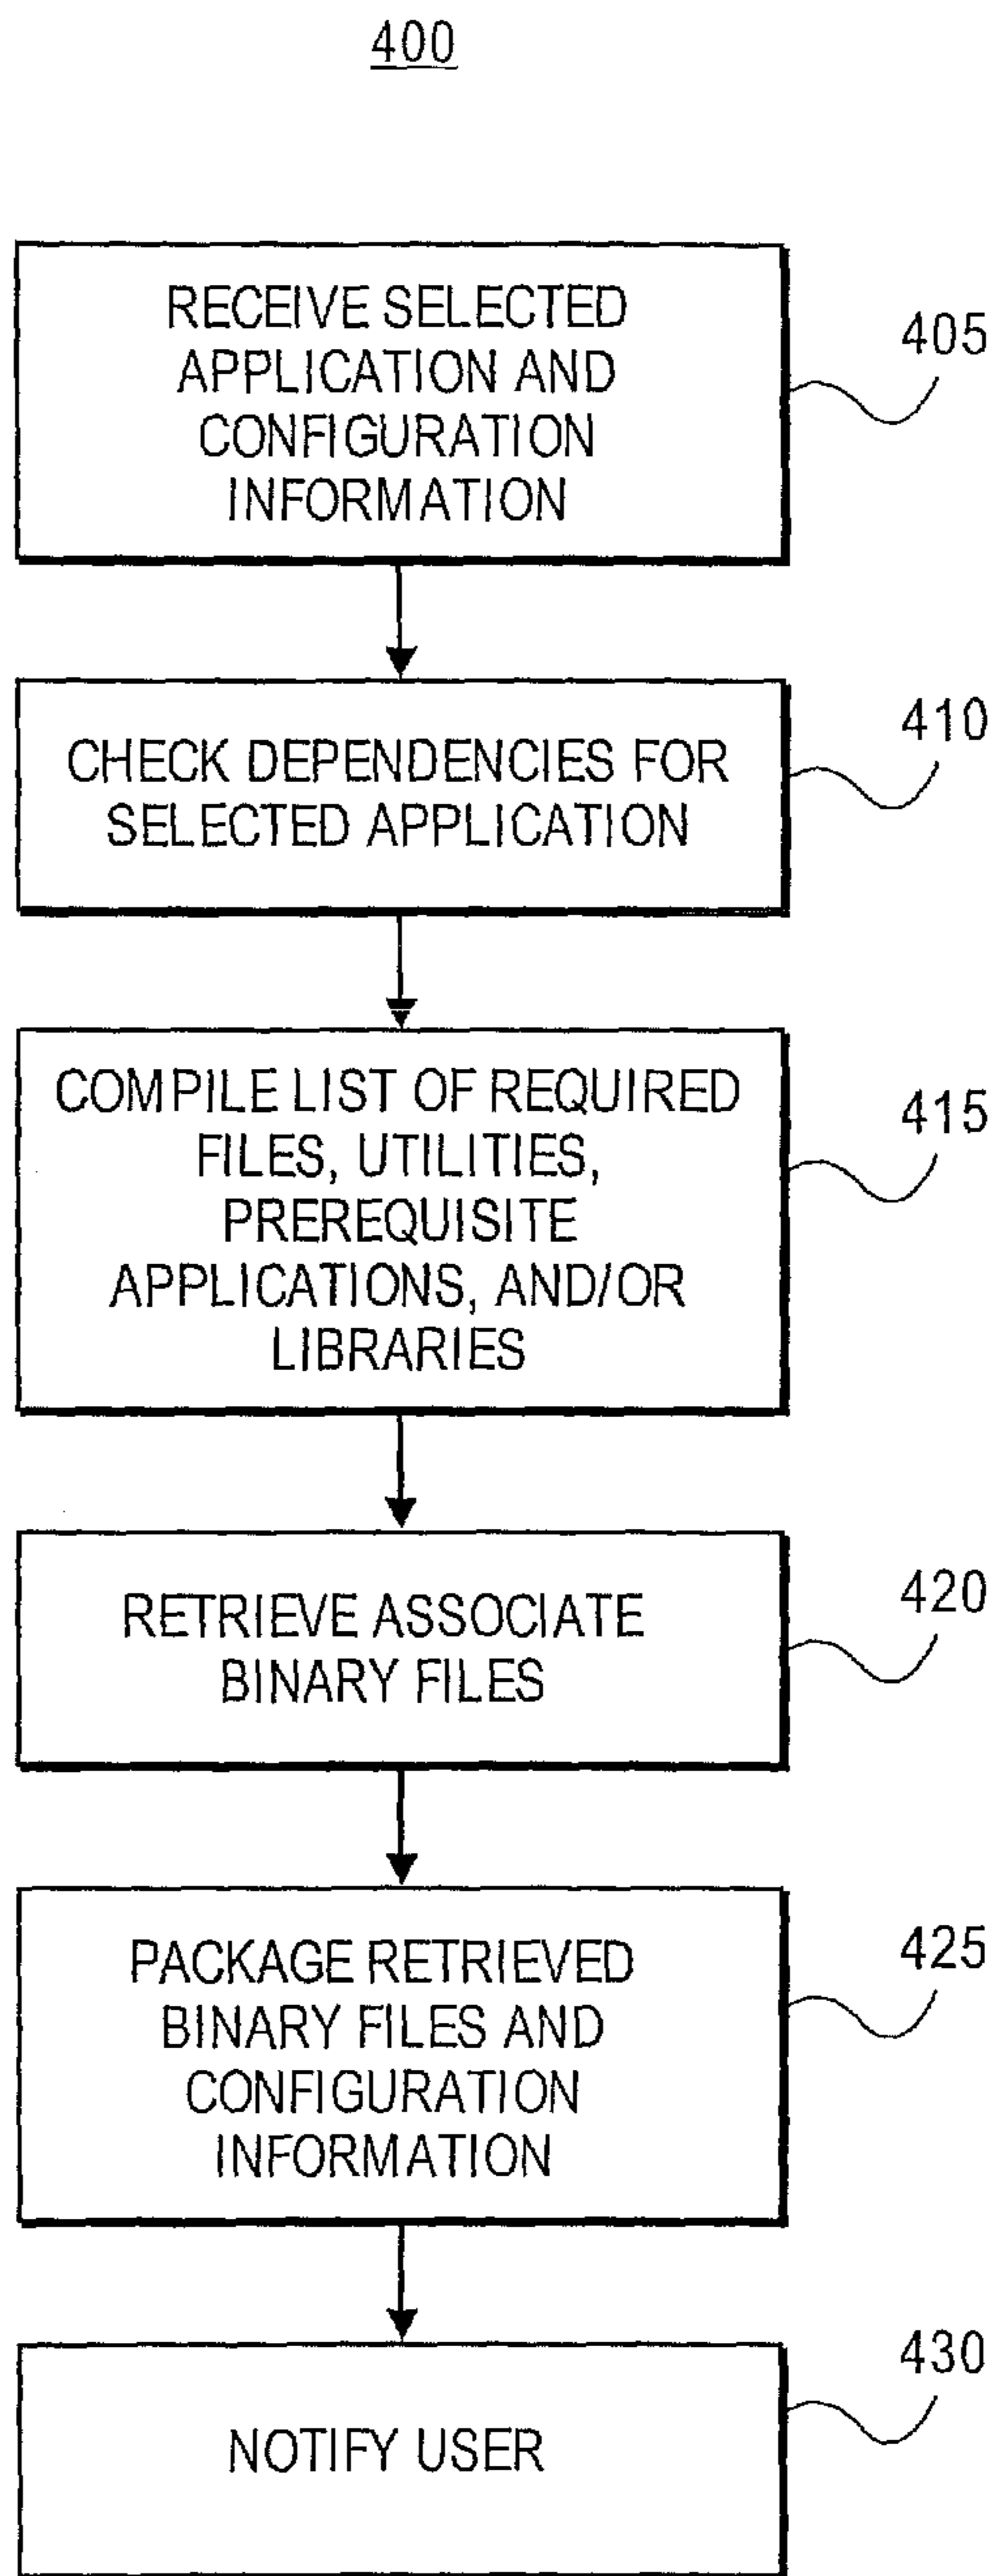 400
RECEIVE SELECTED
APPLICATION AND
CONFIGURATION
INFORMATION
405
CHECK DEPENDENCIES FOR
SELECTED APPLICATION
410
COMPILE LIST OF REQUIRED
FILES, UTILITIES,
PREREQUISITE
APPLICATIONS, AND/OR
LIBRARIES
415
RETRIEVE ASSOCIATE
BINARY FILES
420
PACKAGE RETRIEVED
BINARY FILES AND
CONFIGURATION
INFORMATION
425
NOTIFY USER
430